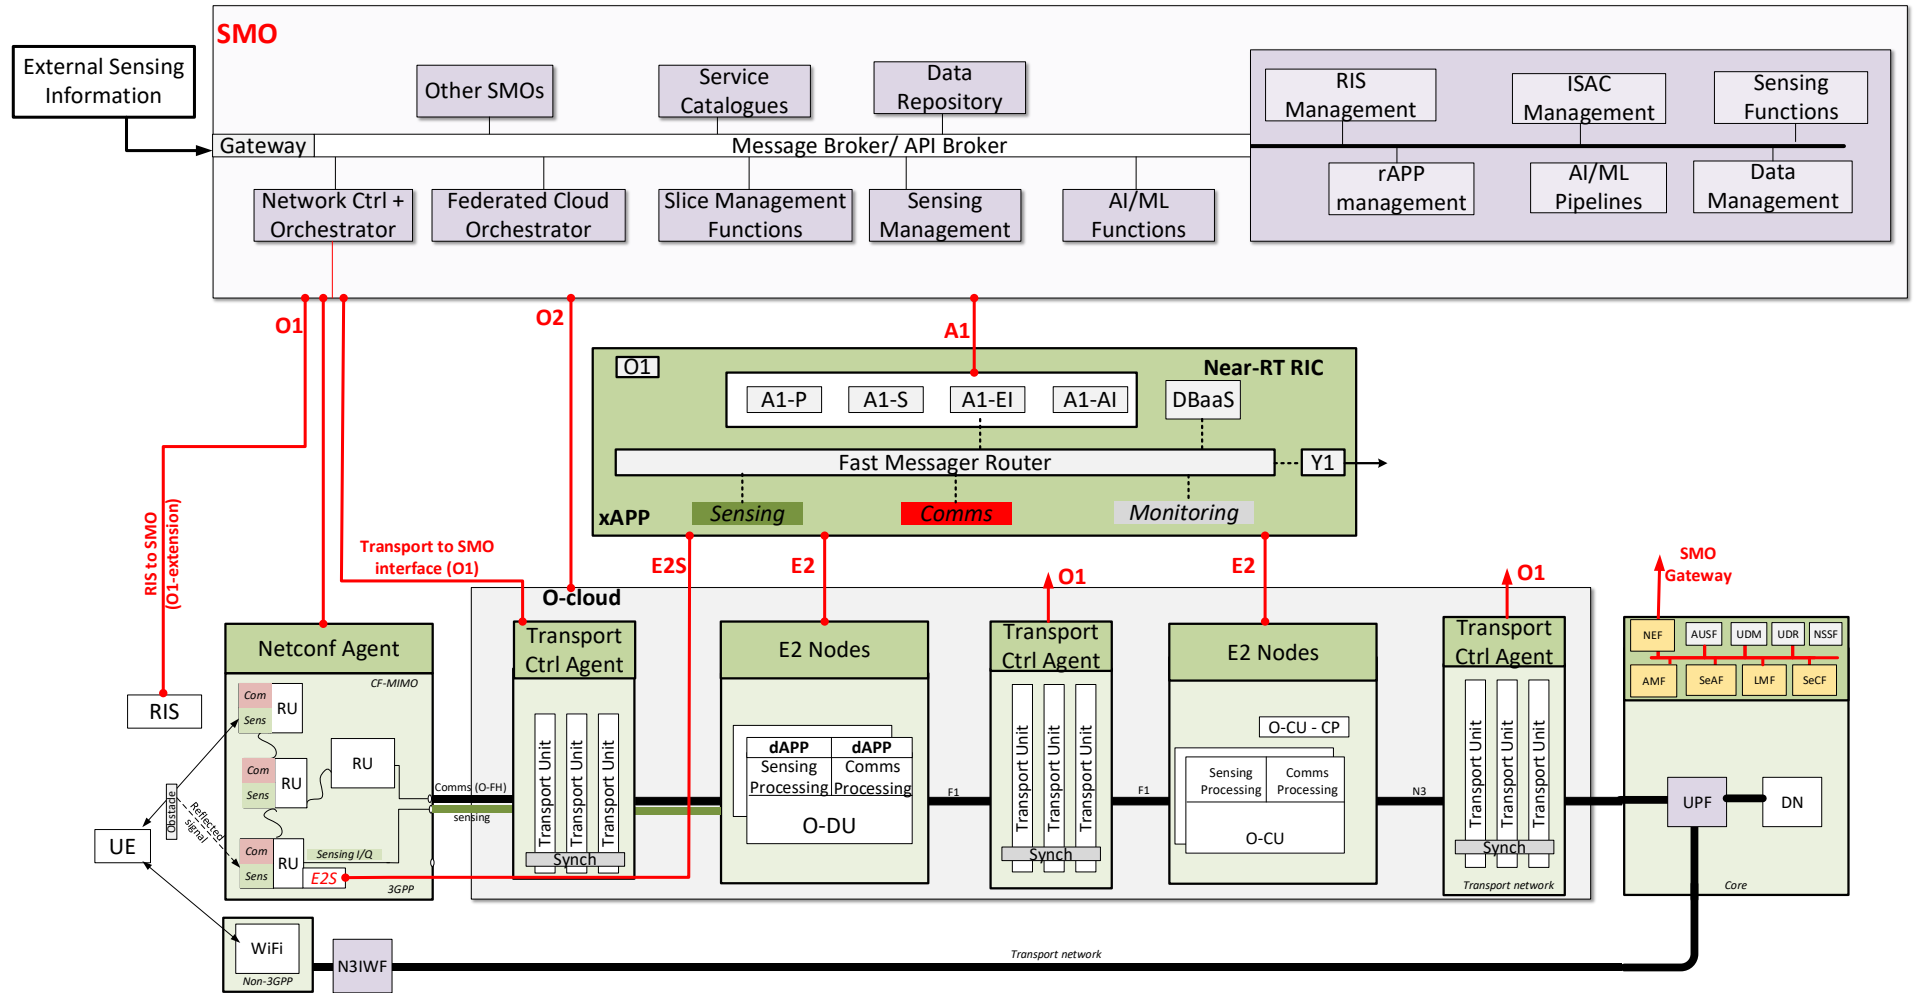 SMO
External Sensing
Information
Other SMOs
Service
Catalogues
Data
Repository
RIS
Management
ISAC
Management
Sensing
Functions
Gateway
Message Broker/ API Broker
rAPP
management
AI/ML
Pipelines
Data
Management
Network Ctrl +
Orchestrator
Federated Cloud
Orchestrator
Slice Management
Functions
Sensing
Management
AI/ML
Functions
O1
O2
A1
O1
Near-RT RIC
A1-P
A1-S
A1-EI
A1-AI
DBaaS
Fast Messager Router
Y1
xAPP
Sensing
Comms
Monitoring
RIS to SMO
(O1-extension)
Transport to SMO
interface (O1)
E2S
E2
E2
O1
O1
SMO
Gateway
O-cloud
Netconf Agent
CF-MIMO
Com
Sens
RU
Com
Sens
RU
RU
Com
Sens
RU
Sensing I/Q
E2S
3GPP
RIS
Obstacle
Reflected
signal
UE
Comms (O-FH)
sensing
Transport
Ctrl Agent
Transport Unit
Transport Unit
Transport Unit
Synch
E2 Nodes
dAPP
dAPP
Sensing
Processing
Comms
Processing
O-DU
F1
Transport
Ctrl Agent
Transport Unit
Transport Unit
Transport Unit
Synch
F1
E2 Nodes
O-CU - CP
Sensing
Processing
Comms
Processing
O-CU
N3
Transport
Ctrl Agent
Transport Unit
Transport Unit
Transport Unit
Synch
Transport network
NEF
AUSF
UDM
UDR
NSSF
AMF
SeAF
LMF
SeCF
UPF
DN
Core
WiFi
Non-3GPP
N3IWF
Transport network